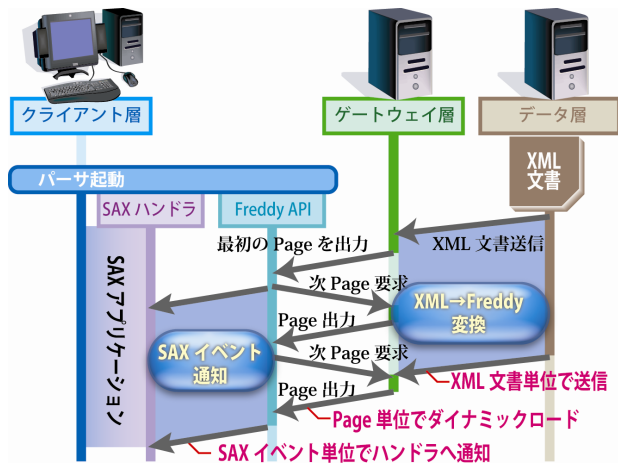 クライアント層
ゲートウェイ層
データ層
XML
文書
パーサ起動
SAX ハンドラ
Freddy API
最初の Page を出力
XML 文書送信
次 Page 要求
SAX アプリケーション
XML→Freddy
変換
Page 出力
SAX イベント
通知
次 Page 要求
XML 文書単位で送信
Page 出力
Page 単位でダイナミックロード
SAX イベント単位でハンドラへ通知